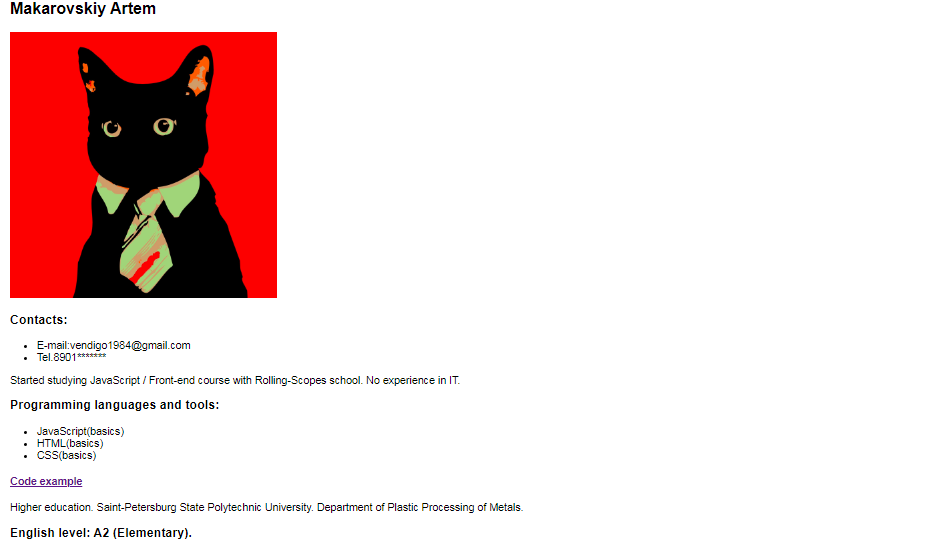 Makarovskiy Artem
Contacts:
E-mail:vendigo1984@gmail.com
Tel.8901*******
Started studying JavaScript / Front-end course with Rolling-Scopes school. No experience in IT.
Programming languages and tools:
JavaScript(basics)
HTML(basics)
CSS(basics)
Code example
Higher education. Saint-Petersburg State Polytechnic University. Department of Plastic Processing of Metals.
English level: A2 (Elementary).